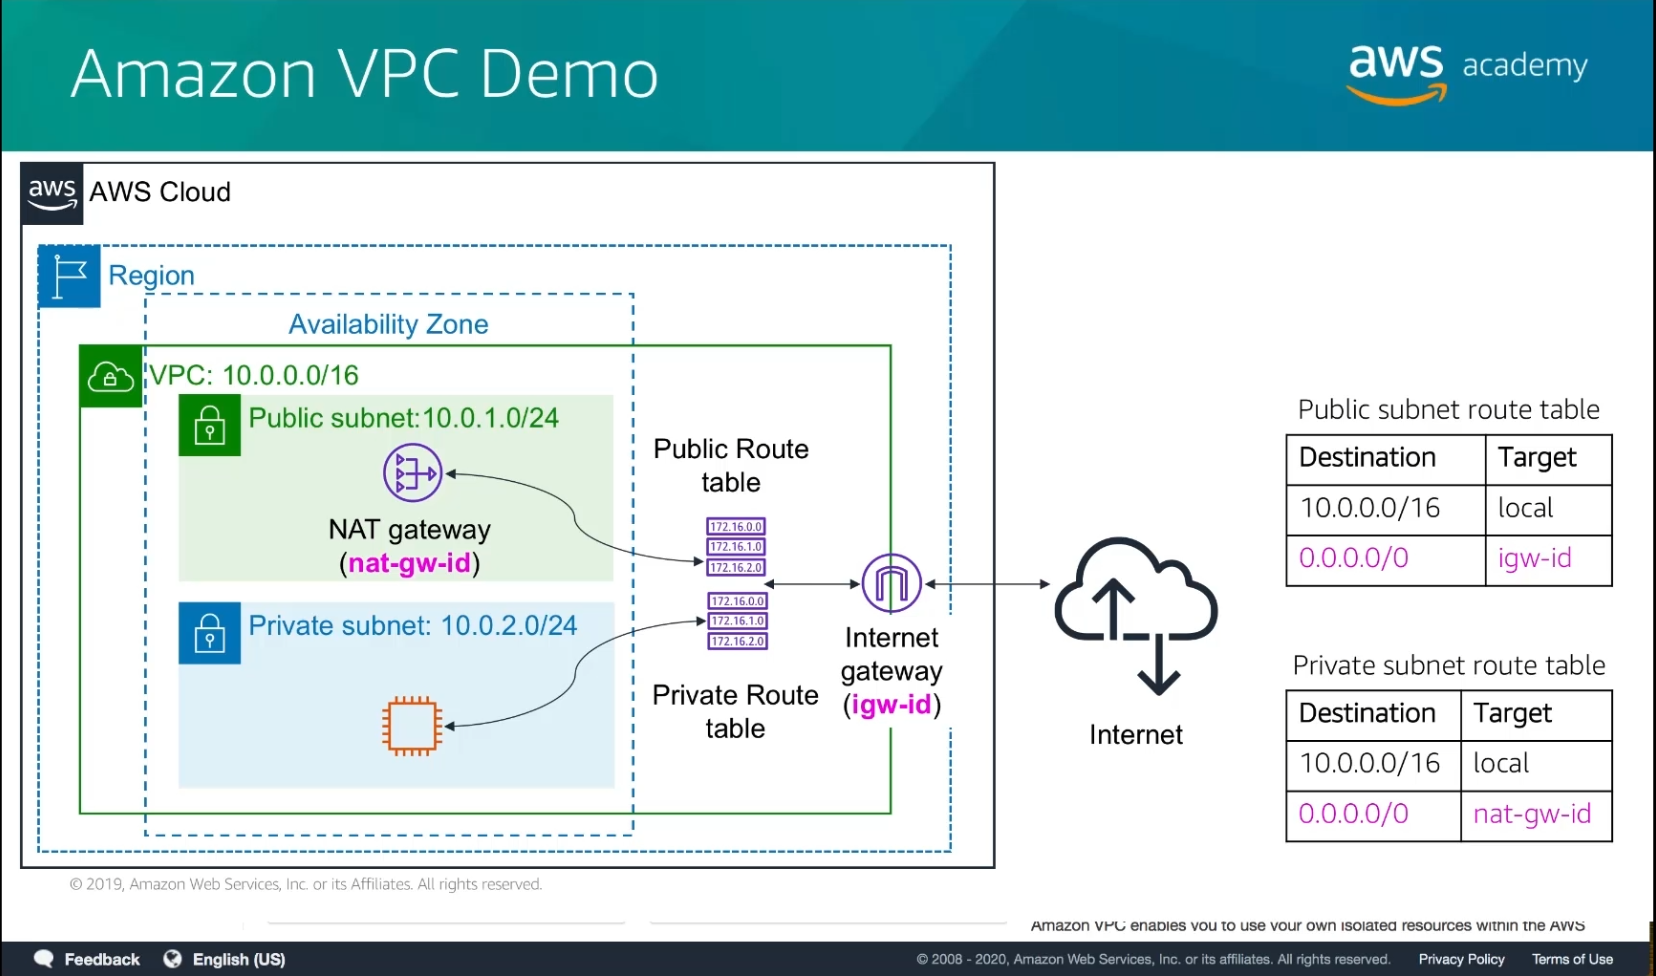 Amazon VPC Demo
aws academy
aws AWS Cloud
Region
Availability Zone
VPC: 10.0.0.0/16
Public subnet:10.0.1.0/24
NAT gateway
(nat-gw-id)
Private subnet: 10.0.2.0/24
Public Route
table
172.16.0.0
172.16.1.0
172.16.2.0
172.16.0.0
172.16.1.0
172.16.2.0
Private Route
table
Internet
gateway
(igw-id)
Internet
Public subnet route table
Destination Target
10.0.0.0/16 local
0.0.0.0/0 igw-id
Private subnet route table
Destination Target
10.0.0.0/16 local
0.0.0.0/0 nat-gw-id
© 2019, Amazon Web Services, Inc. or its Affiliates. All rights reserved.
Amazon VPC enables you to use your own isolated resources within the AWS
Feedback English (US)
© 2008 - 2020, Amazon Web Services, Inc. or its affiliates. All rights reserved. Privacy Policy Terms of Use